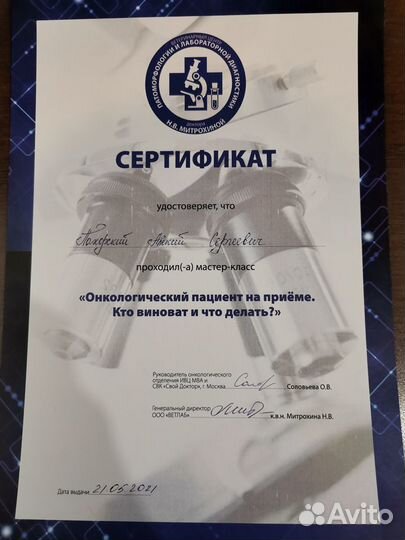 ВЕТЕРИНАРНЫЙ ЦЕНТР
ПАТОМОРФОЛОГИИ И ЛАБОРАТОРНОЙ ДИАГНОСТИКИ
доктора
Н.В. МИТРОХИНОЙ
СЕРТИФИКАТ
удостоверяет, что
Сергеевич
проходил(-а) мастер-класс
«Онкологический пациент на приёме.
Кто виноват и что делать?»
Руководитель онкологического
отделения ИВЦ МВА и
СВК «Свой Доктор», г. Москва Соловьева О.В.
Генеральный директор
ООО «ВЕТЛАБ» к.в.н. Митрохина Н.В.
Дата выдачи 21.05.2021
Avito